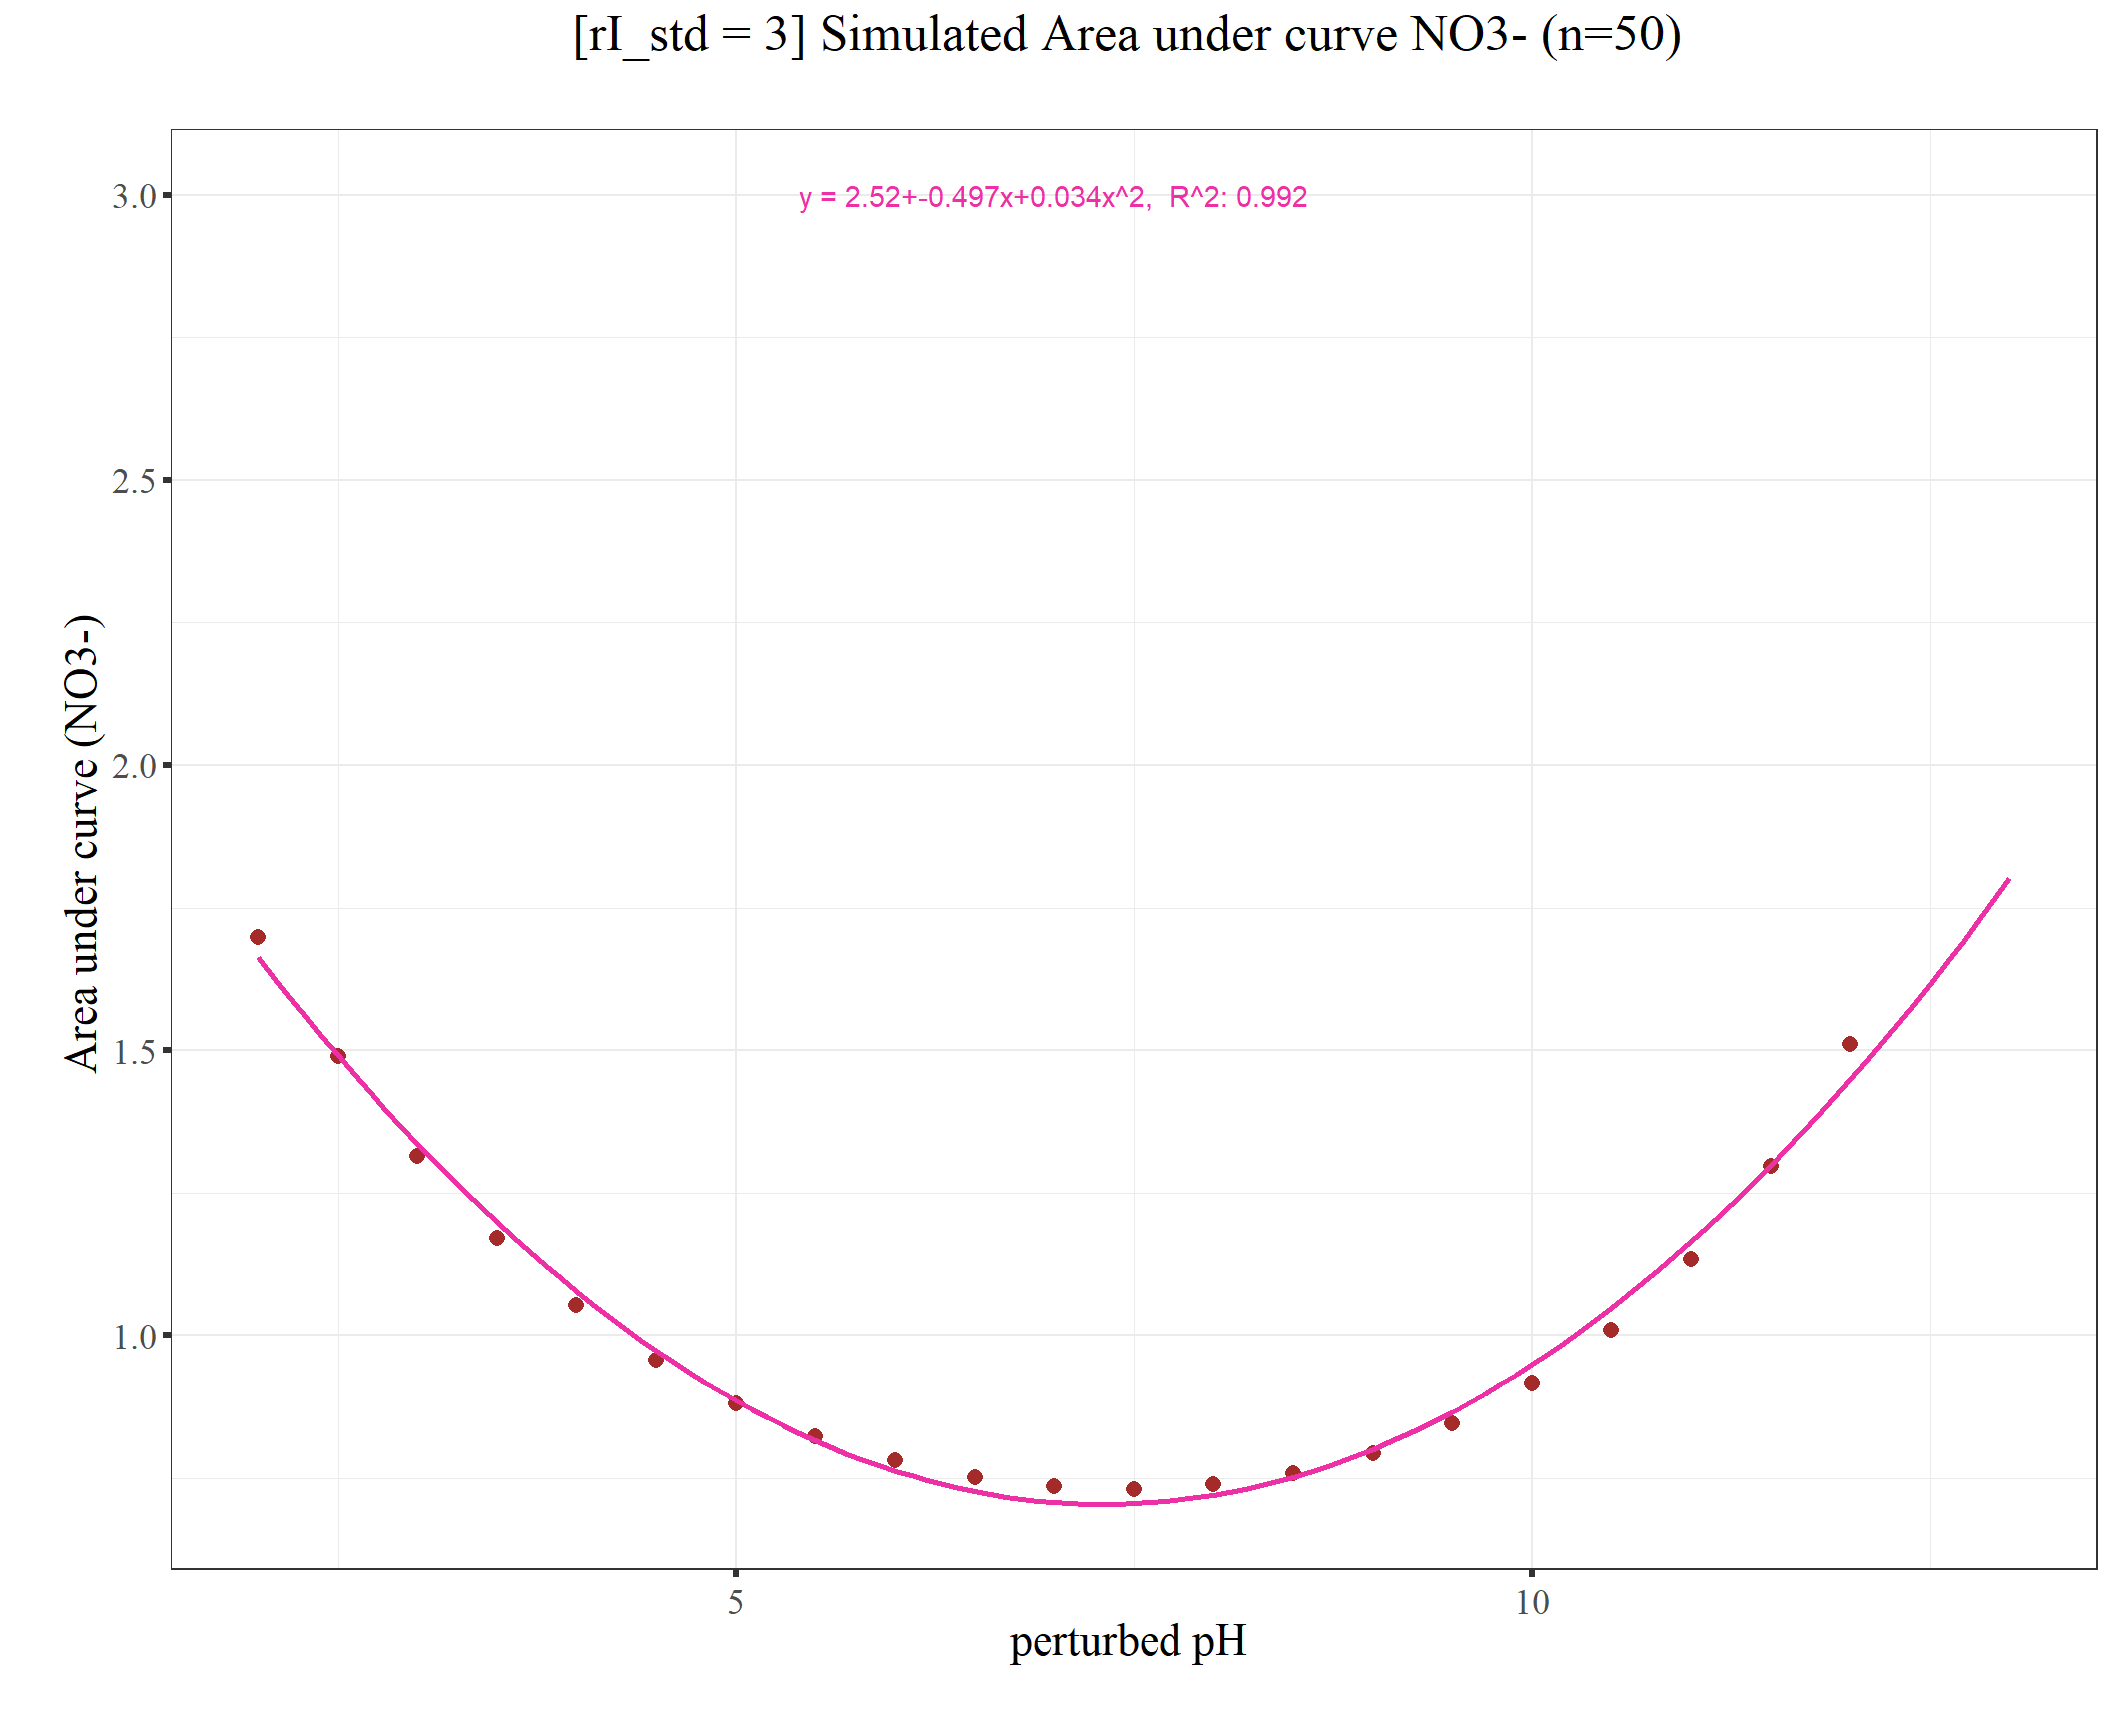 [rI_std = 3] Simulated Area under curve NO3- (n=50)
y = 2.52+-0.497x+0.034x^2,  R^2: 0.992
3.0
2.5
2.0
1.5
1.0
Area under curve (NO3-)
5 10
perturbed pH